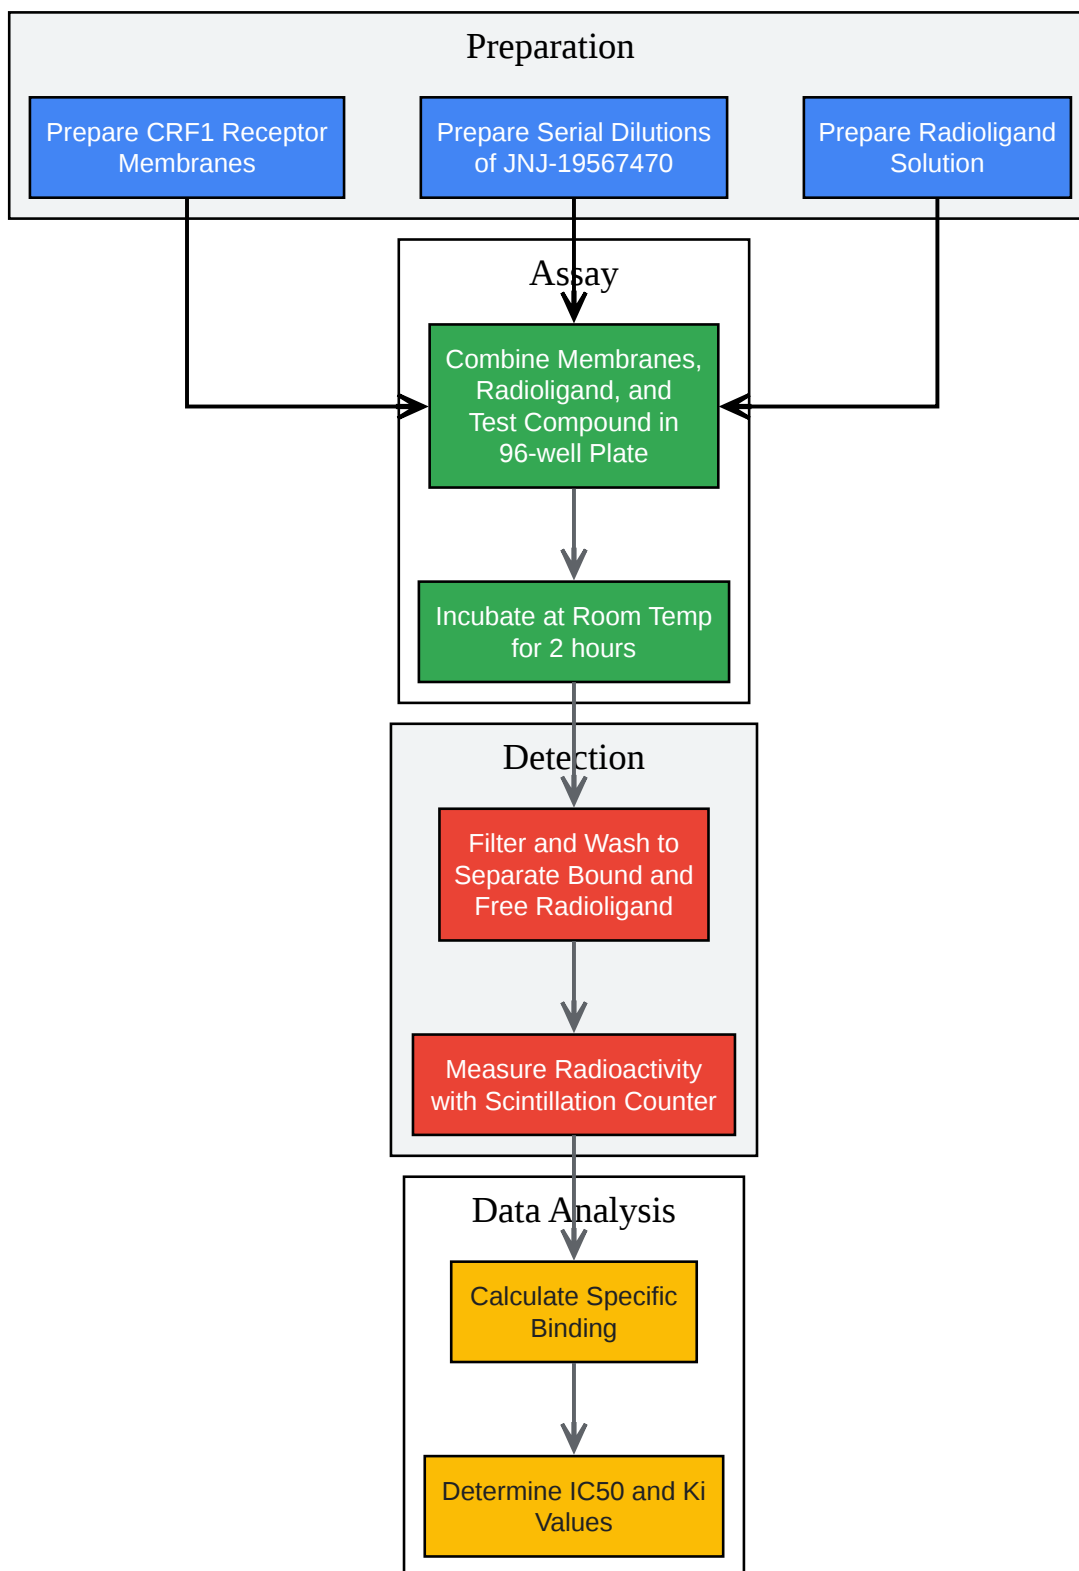 Preparation
Prepare CRF1 Receptor
Membranes
Prepare Serial Dilutions
of JNJ-19567470
Prepare Radioligand
Solution
Assay
Combine Membranes,
Radioligand, and
Test Compound in
96-well Plate
Incubate at Room Temp
for 2 hours
Detection
Filter and Wash to
Separate Bound and
Free Radioligand
Measure Radioactivity
with Scintillation Counter
Data Analysis
Calculate Specific
Binding
Determine IC50 and Ki
Values